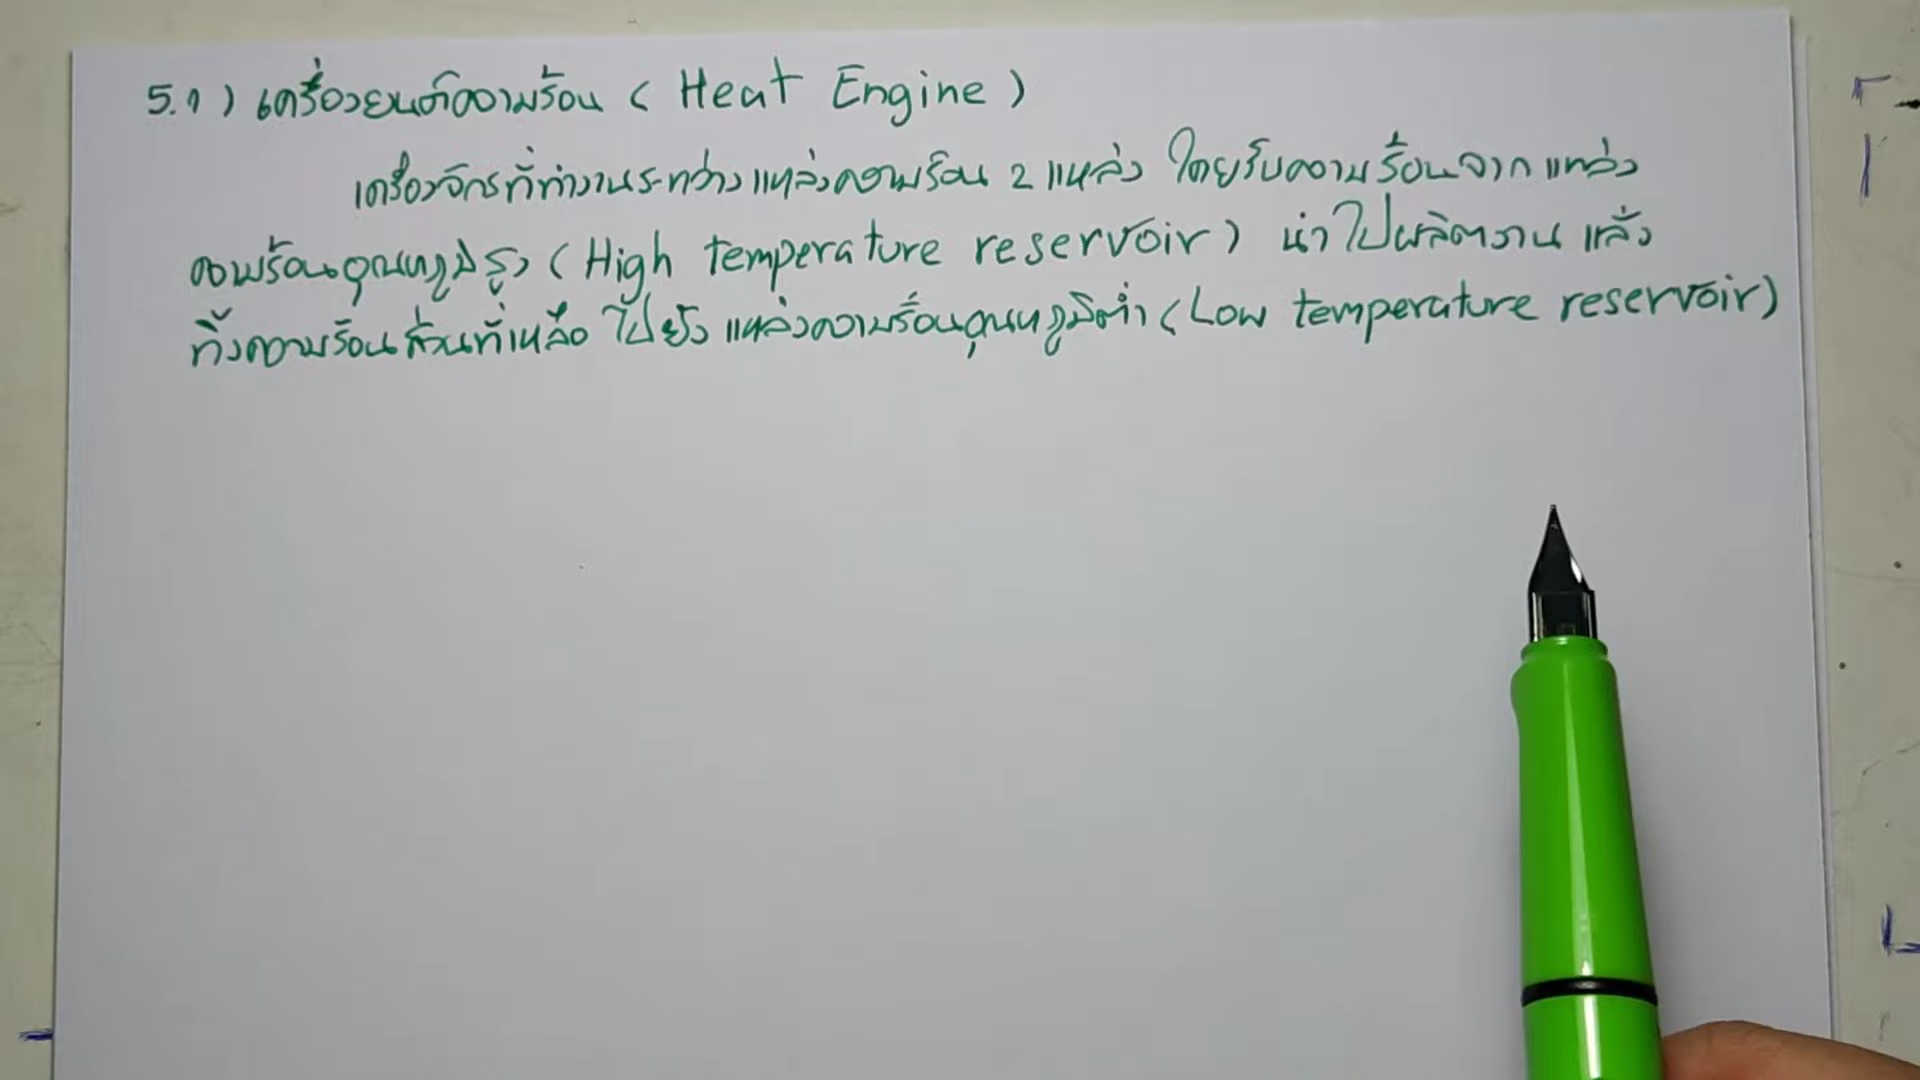 5.1) เครื่องยนต์ความร้อน (Heat Engine)
เครื่องจักรที่ทำงานระหว่างแหล่งความร้อน 2 แหล่ง โดยรับความร้อนจากแหล่ง
ความร้อนอุณหภูมิสูง (High temperature reservoir) นำไปผลิตงาน แล้ว
ทิ้งความร้อนส่วนที่เหลือ ไปยัง แหล่งความร้อนอุณหภูมิต่ำ (Low temperature reservoir)